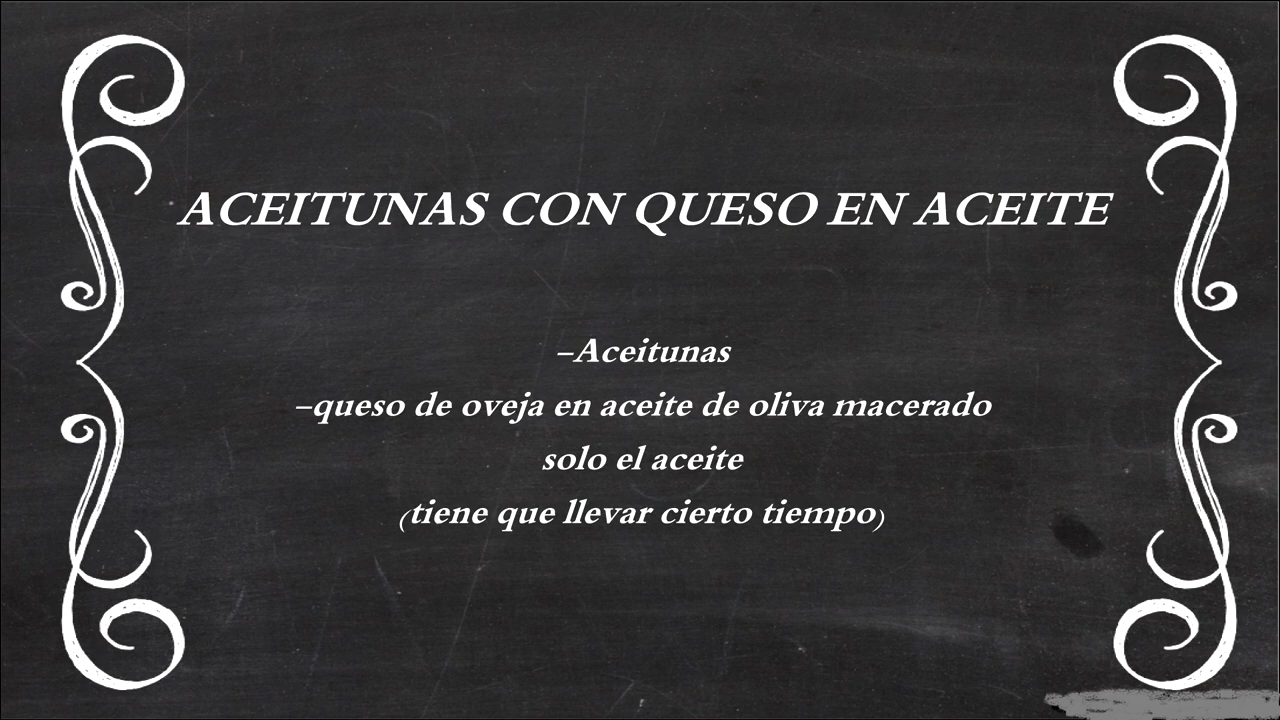 ACEITUNAS CON QUESO EN ACEITE
–Aceitunas
–queso de oveja en aceite de oliva macerado
solo el aceite
(tiene que llevar cierto tiempo)